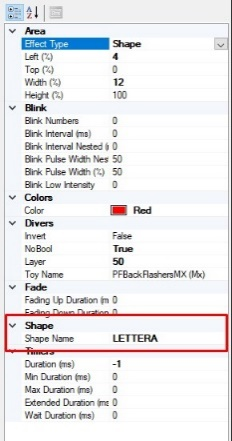 Area
Effect Type Shape
Left (%) 4
Top (%) 0
Width (%) 12
Height (%) 100
Blink
Blink Numbers 0
Blink Interval (ms) 0
Blink Interval Nested (i 0
Blink Pulse Width Nes 50
Blink Pulse Width (%) 50
Blink Low Intensity 0
Colors
Color Red
Divers
Invert False
NoBool True
Layer 50
Toy Name PFBackFlashersMX (Mx)
Fade
Fading Up Duration (m 0
Fading Down Duration 0
Shape
Shape Name LETTERA
Timers
Duration (ms) -1
Min Duration (ms) 0
Max Duration (ms) 0
Extended Duration (ms 0
Wait Duration (ms) 0